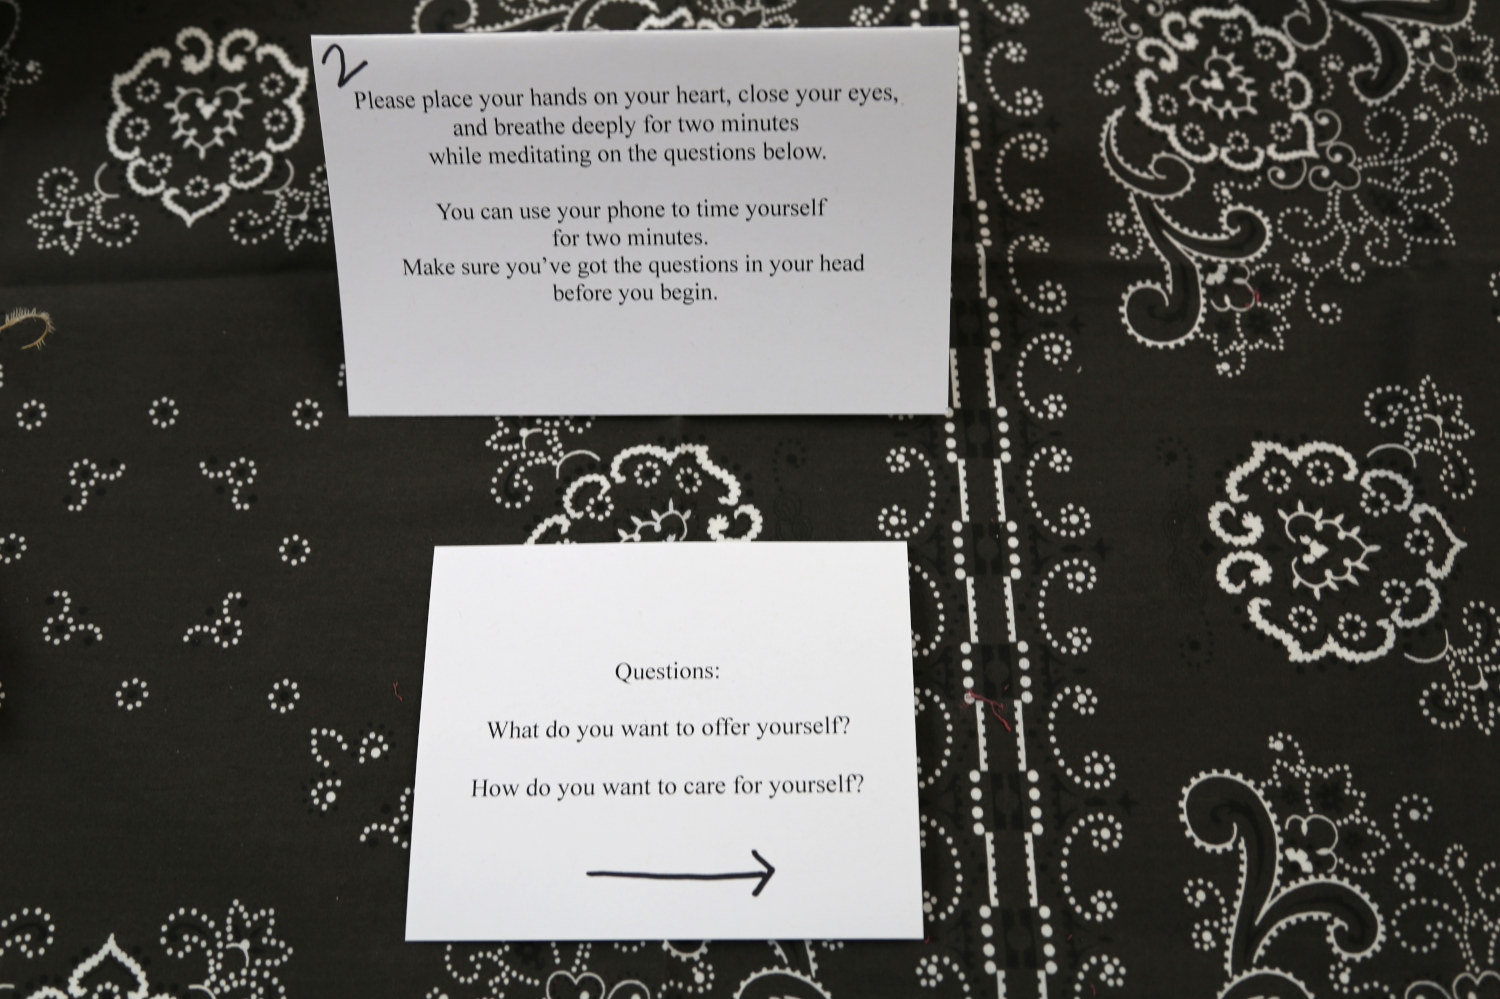 2
Please place your hands on your heart, close your eyes,
and breathe deeply for two minutes
while meditating on the questions below.
You can use your phone to time yourself
for two minutes.
Make sure you've got the questions in your head
before you begin.
Questions:
What do you want to offer yourself?
How do you want to care for yourself?